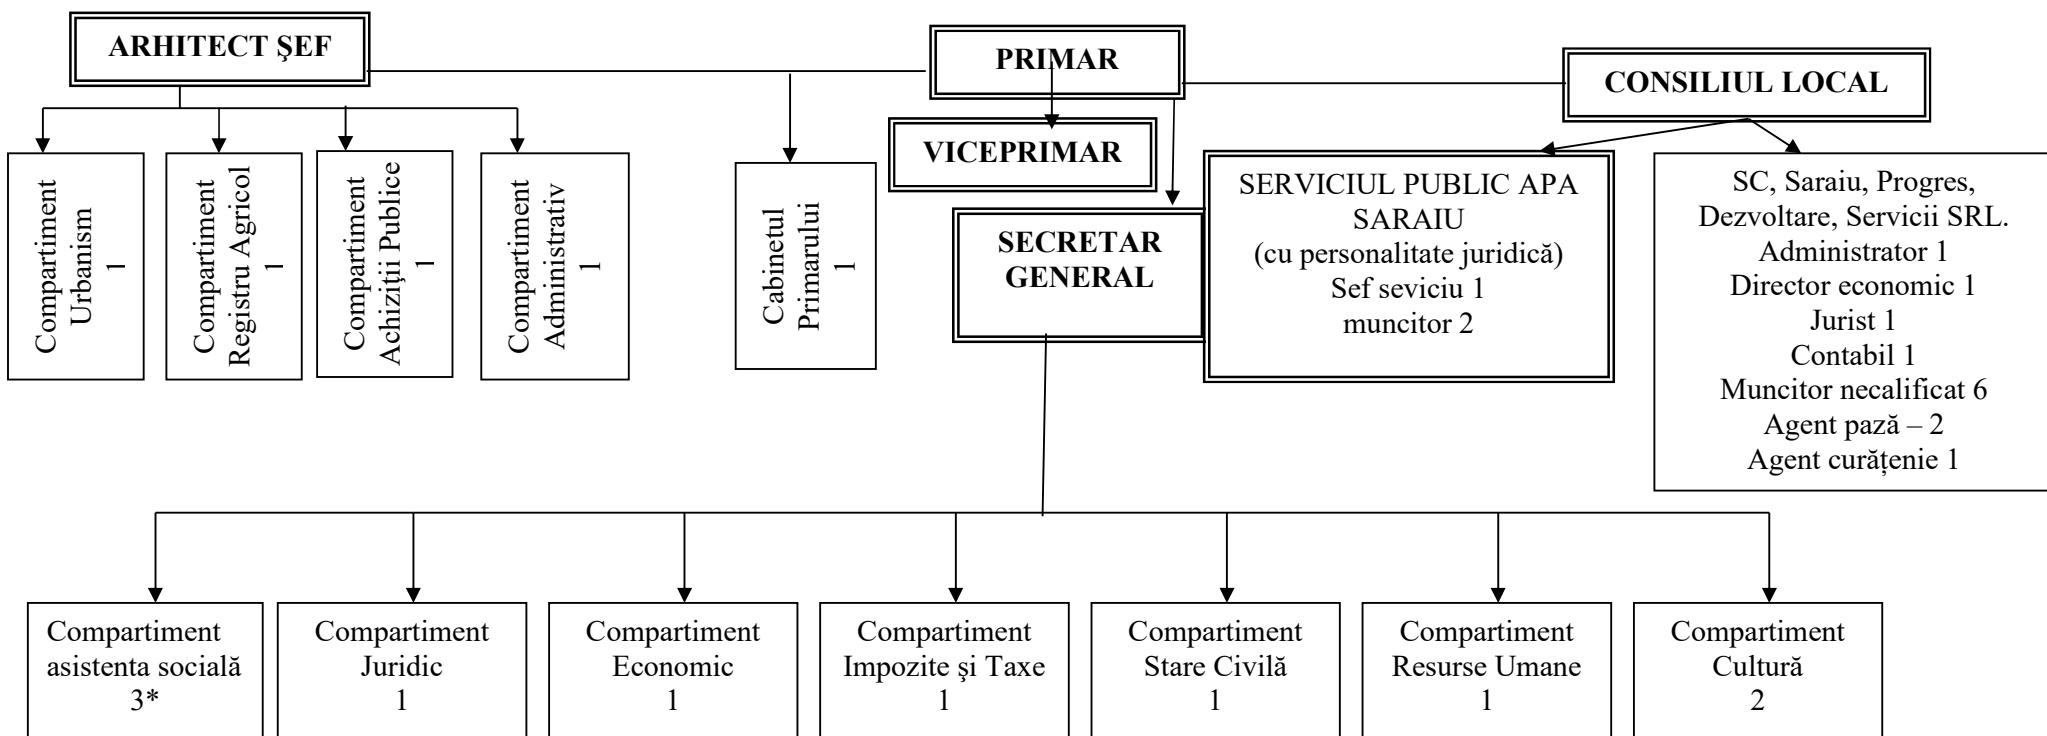 ARHITECT ŞEF
PRIMAR
CONSILIUL LOCAL
VICEPRIMAR
Compartiment
Urbanism
1
Compartiment
Registru Agricol
1
Compartiment
Achiziţii Publice
1
Compartiment
Administrativ
1
Cabinetul
Primarului
1
SECRETAR
GENERAL
SERVICIUL PUBLIC APA
SARAIU
(cu personalitate juridică)
Sef seviciu 1
muncitor 2
SC, Saraiu, Progres,
Dezvoltare, Servicii SRL.
Administrator 1
Director economic 1
Jurist 1
Contabil 1
Muncitor necalificat 6
Agent pază – 2
Agent curățenie 1
Compartiment
asistenta socială
3*
Compartiment
Juridic
1
Compartiment
Economic
1
Compartiment
Impozite şi Taxe
1
Compartiment
Stare Civilă
1
Compartiment
Resurse Umane
1
Compartiment
Cultură
2